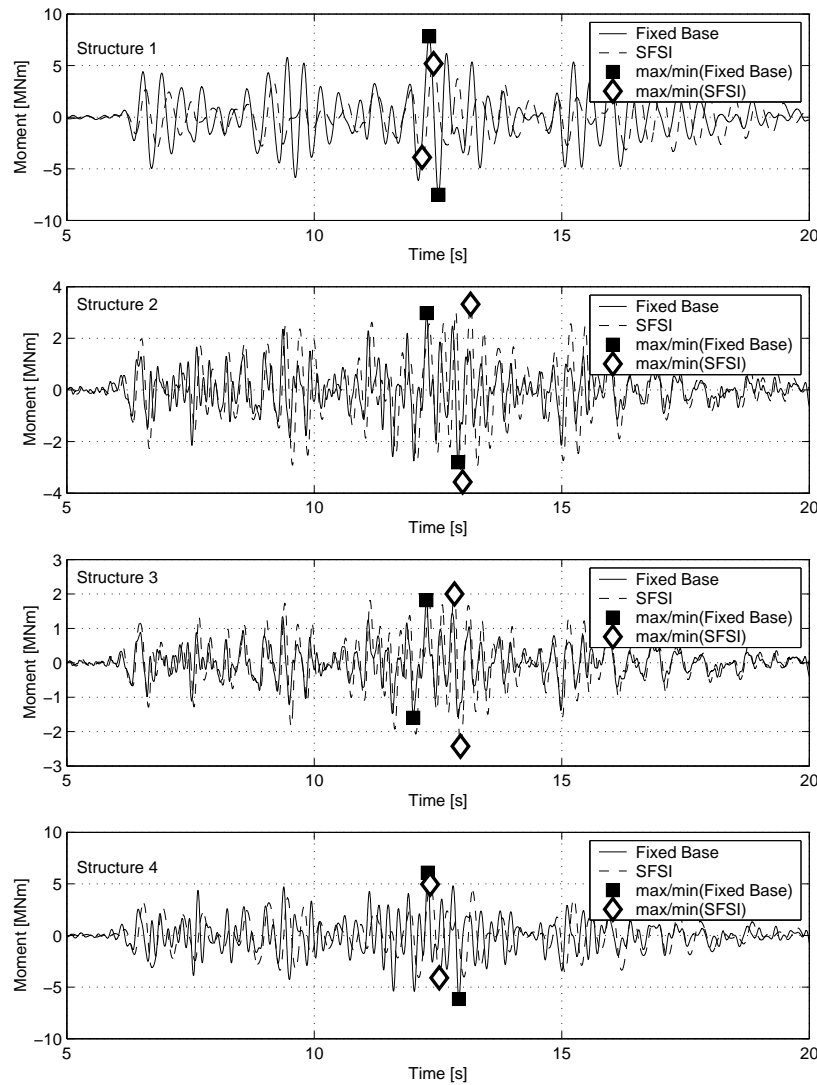 10
5
0
−5
−10
Moment [MNm]
Structure 1
Fixed Base
SFSI
max/min(Fixed Base)
max/min(SFSI)
5 10 15 20
Time [s]
4
2
0
−2
−4
Moment [MNm]
Structure 2
Fixed Base
SFSI
max/min(Fixed Base)
max/min(SFSI)
5 10 15 20
Time [s]
3
2
1
0
−1
−2
−3
Moment [MNm]
Structure 3
Fixed Base
SFSI
max/min(Fixed Base)
max/min(SFSI)
5 10 15 20
Time [s]
10
5
0
−5
−10
Moment [MNm]
Structure 4
Fixed Base
SFSI
max/min(Fixed Base)
max/min(SFSI)
5 10 15 20
Time [s]